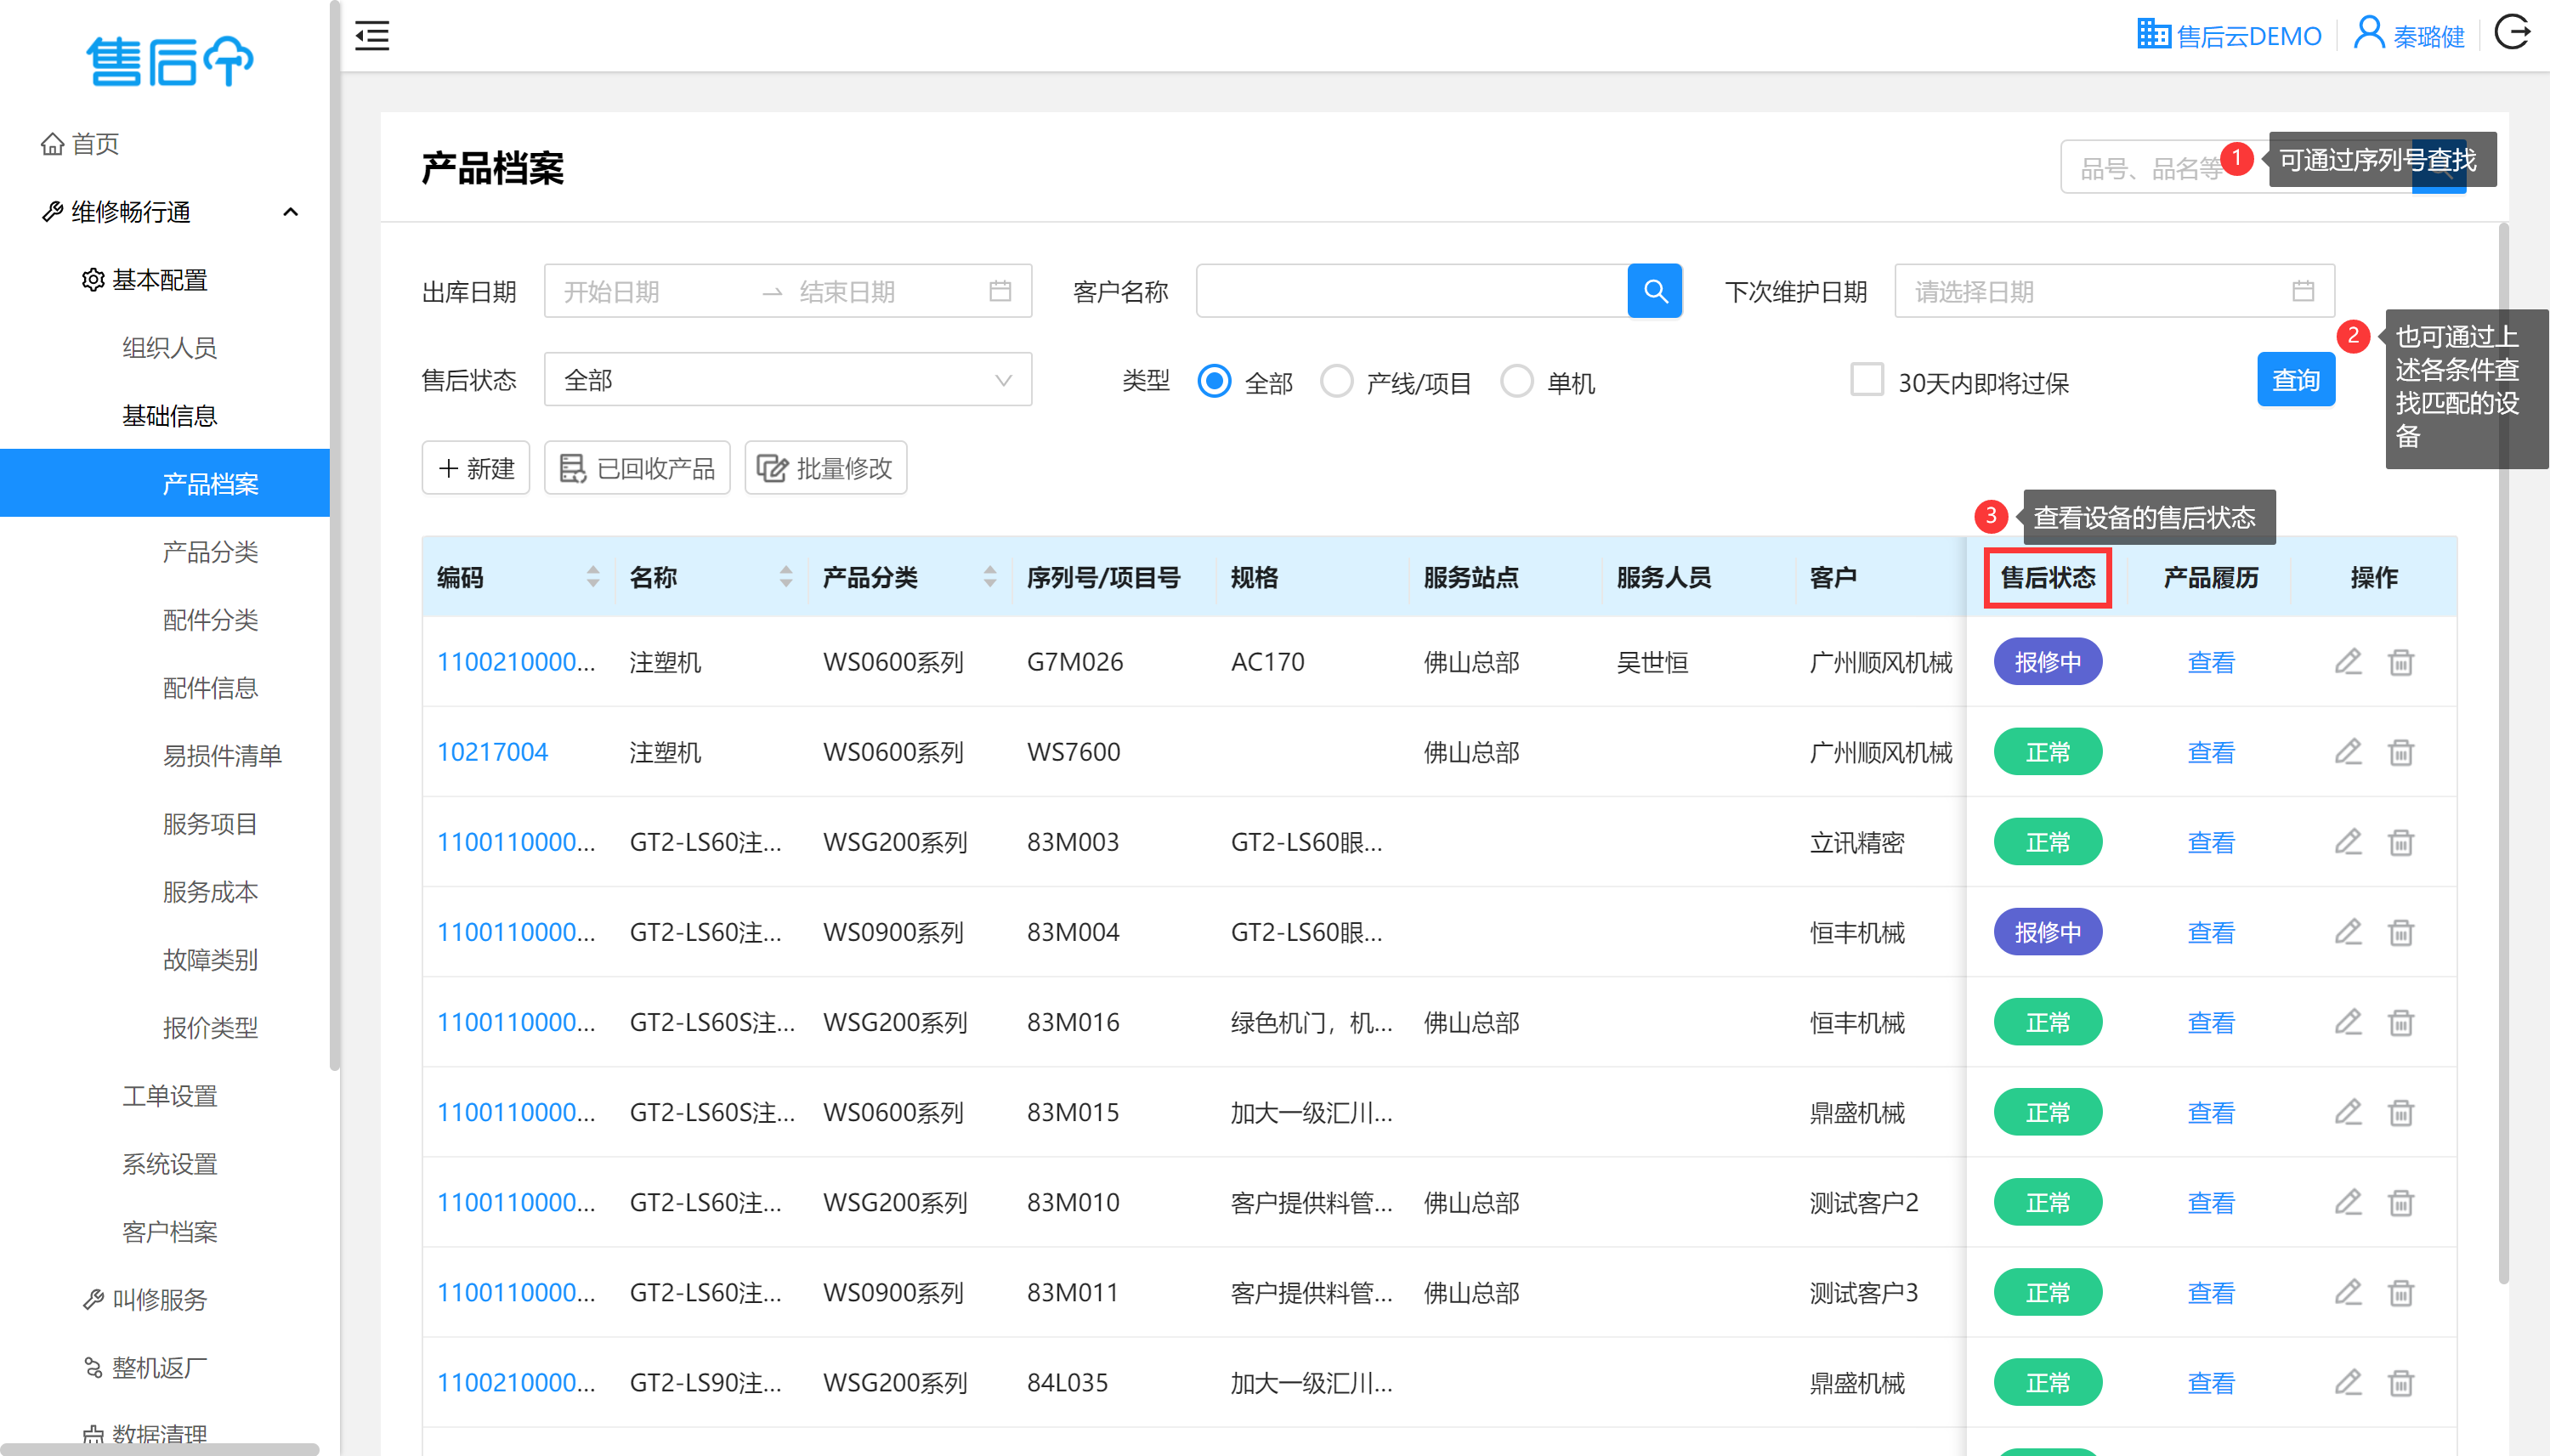 售后
售后云DEMO
秦璐健
首页
维修畅行通
基本配置
组织人员
基础信息
产品档案
产品分类
配件分类
配件信息
易损件清单
服务项目
服务成本
故障类别
报价类型
工单设置
系统设置
客户档案
叫修服务
整机返厂
数据清理
产品档案
品号、品名等
1 可通过序列号查找
出库日期 开始日期 结束日期 客户名称 下次维护日期 请选择日期
售后状态 全部 类型 全部 产线/项目 单机 30天内即将过保 查询
2 也可通过上
述各条件查
找匹配的设
备
新建 已回收产品 批量修改
3 查看设备的售后状态
编码 名称 产品分类 序列号/项目号 规格 服务站点 服务人员 客户 售后状态 产品履历 操作
1100210000... 注塑机 WS0600系列 G7M026 AC170 佛山总部 吴世恒 广州顺风机械 报修中 查看
10217004 注塑机 WS0600系列 WS7600 佛山总部 广州顺风机械 正常 查看
1100110000... GT2-LS60注... WSG200系列 83M003 GT2-LS60眼... 立讯精密 正常 查看
1100110000... GT2-LS60注... WS0900系列 83M004 GT2-LS60眼... 恒丰机械 报修中 查看
1100110000... GT2-LS60S注... WSG200系列 83M016 绿色机门，机... 佛山总部 恒丰机械 正常 查看
1100110000... GT2-LS60S注... WS0600系列 83M015 加大一级汇川... 鼎盛机械 正常 查看
1100110000... GT2-LS60注... WSG200系列 83M010 客户提供料管... 佛山总部 测试客户2 正常 查看
1100110000... GT2-LS60注... WS0900系列 83M011 客户提供料管... 佛山总部 测试客户3 正常 查看
1100210000... GT2-LS90注... WSG200系列 84L035 加大一级汇川... 鼎盛机械 正常 查看